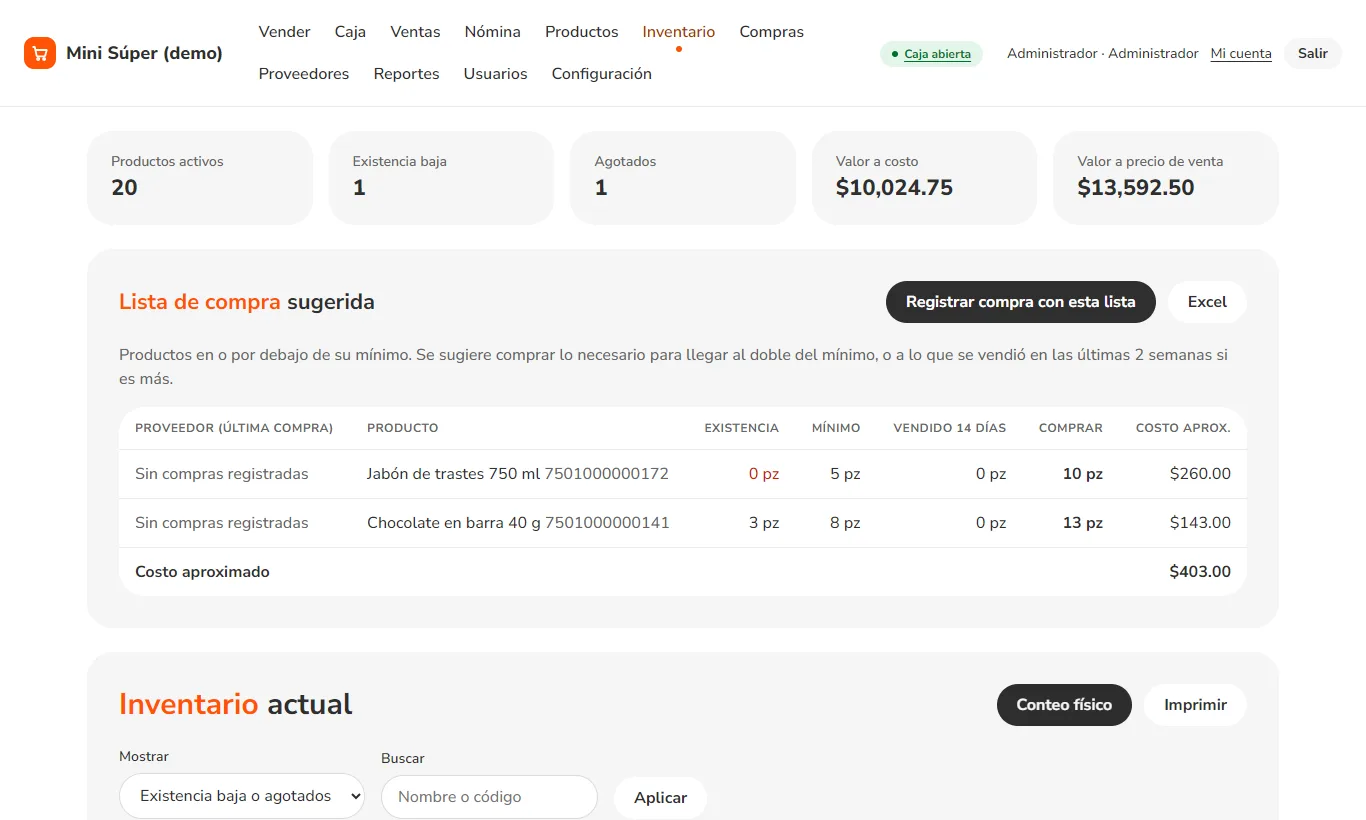 Mini Súper (demo)
Vender Caja Ventas Nómina Productos Inventario Compras
Proveedores Reportes Usuarios Configuración
Caja abierta
Administrador · Administrador Mi cuenta Salir
Productos activos
20
Existencia baja
1
Agotados
1
Valor a costo
$10,024.75
Valor a precio de venta
$13,592.50
Lista de compra sugerida
Registrar compra con esta lista Excel
Productos en o por debajo de su mínimo. Se sugiere comprar lo necesario para llegar al doble del mínimo, o a lo que se vendió en las últimas 2 semanas si
es más.
PROVEEDOR (ÚLTIMA COMPRA) PRODUCTO EXISTENCIA MÍNIMO VENDIDO 14 DÍAS COMPRAR COSTO APROX.
Sin compras registradas Jabón de trastes 750 ml 7501000000172 0 pz 5 pz 0 pz 10 pz $260.00
Sin compras registradas Chocolate en barra 40 g 7501000000141 3 pz 8 pz 0 pz 13 pz $143.00
Costo aproximado $403.00
Inventario actual
Conteo físico Imprimir
Mostrar
Existencia baja o agotados
Buscar
Nombre o código
Aplicar